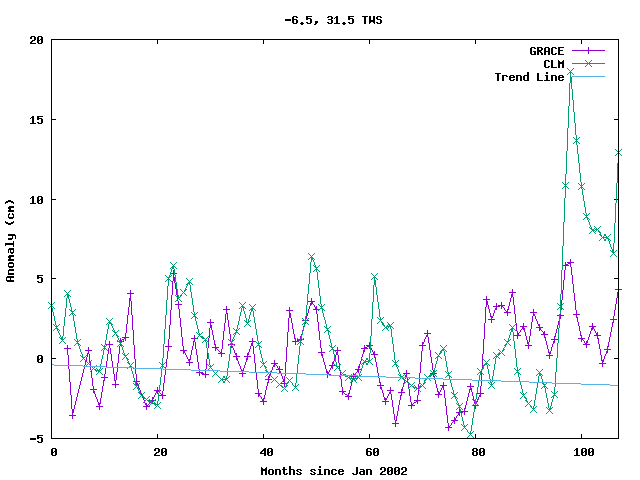 -6.5, 31.5 TWS
GRACE
CLM
Trend Line
20
15
10
5
0
-5
Anomaly (cm)
0 20 40 60 80 100
Months since Jan 2002